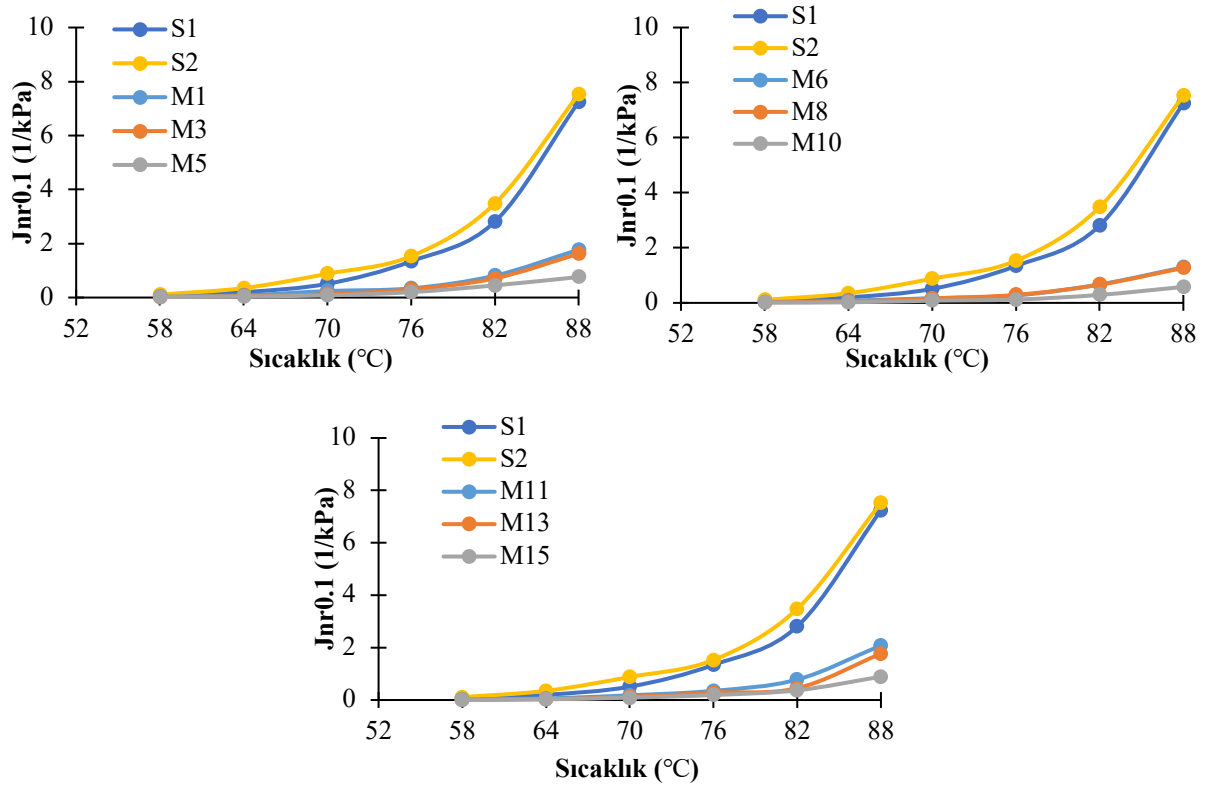 Jnr0.1 (1/kPa)
10
8
6
4
2
0
S1
S2
M1
M3
M5
52 58 64 70 76 82 88
Sıcaklık (℃)
Jnr0.1 (1/kPa)
10
8
6
4
2
0
S1
S2
M6
M8
M10
52 58 64 70 76 82 88
Sıcaklık (℃)
Jnr0.1 (1/kPa)
10
8
6
4
2
0
S1
S2
M11
M13
M15
52 58 64 70 76 82 88
Sıcaklık (℃)